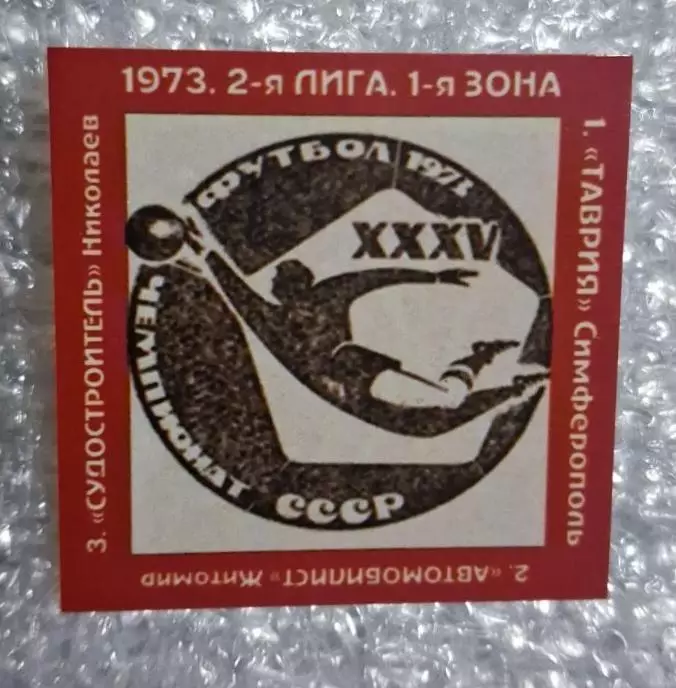 1973. 2-я ЛИГА. 1-я ЗОНА
1. «ТАВРИЯ» Симферополь
2. «АВТОМОБИЛИСТ» Житомир
3. «СУДОСТРОИТЕЛЬ» Николаев
ФУТБОЛ 1973
XXXV
ЧЕМПИОНАТ
СССР